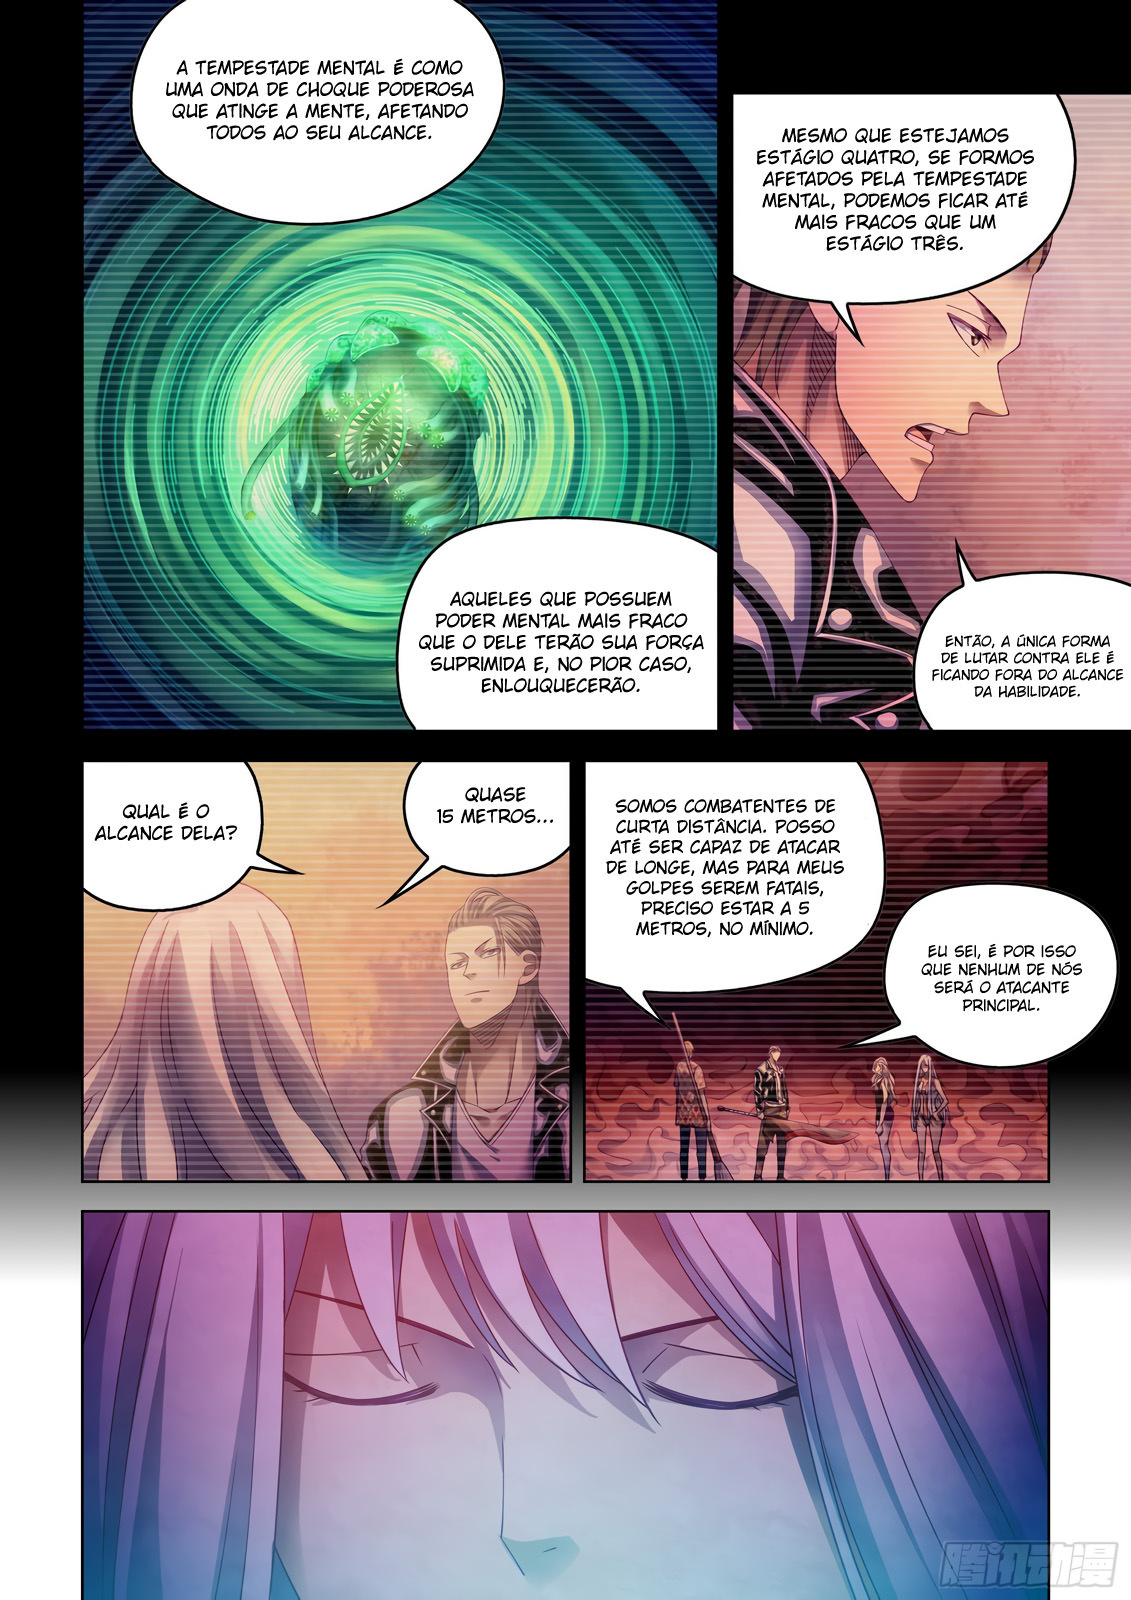 A TEMPESTADE MENTAL É COMO
UMA ONDA DE CHOQUE PODEROSA
QUE ATINGE A MENTE, AFETANDO
TODOS AO SEU ALCANCE.
AQUELES QUE POSSUEM
PODER MENTAL MAIS FRACO
QUE O DELE TERÃO SUA FORÇA
SUPRIMIDA E, NO PIOR CASO,
ENLOUQUECERÃO.
MESMO QUE ESTEJAMOS
ESTÁGIO QUATRO, SE FORMOS
AFETADOS PELA TEMPESTADE
MENTAL, PODEMOS FICAR ATÉ
MAIS FRACOS QUE UM
ESTÁGIO TRÊS.
ENTÃO, A ÚNICA FORMA
DE LUTAR CONTRA ELE É
FICANDO FORA DO ALCANCE
DA HABILIDADE.
QUAL É O
ALCANCE DELA?
QUASE
15 METROS...
SOMOS COMBATENTES DE
CURTA DISTÂNCIA. POSSO
ATÉ SER CAPAZ DE ATACAR
DE LONGE, MAS PARA MEUS
GOLPES SEREM FATAIS,
PRECISO ESTAR A 5
METROS, NO MÍNIMO.
EU SEI, É POR ISSO
QUE NENHUM DE NÓS
SERÁ O ATACANTE
PRINCIPAL.
腾讯动漫